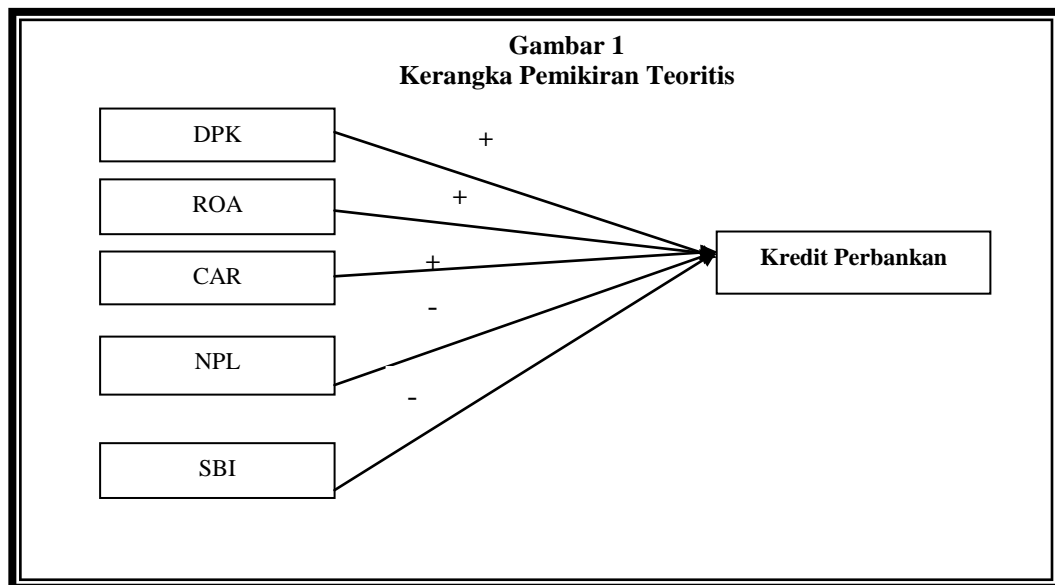 Gambar 1
Kerangka Pemikiran Teoritis
DPK
+
ROA
+
Kredit Perbankan
CAR
+
-
NPL
-
SBI